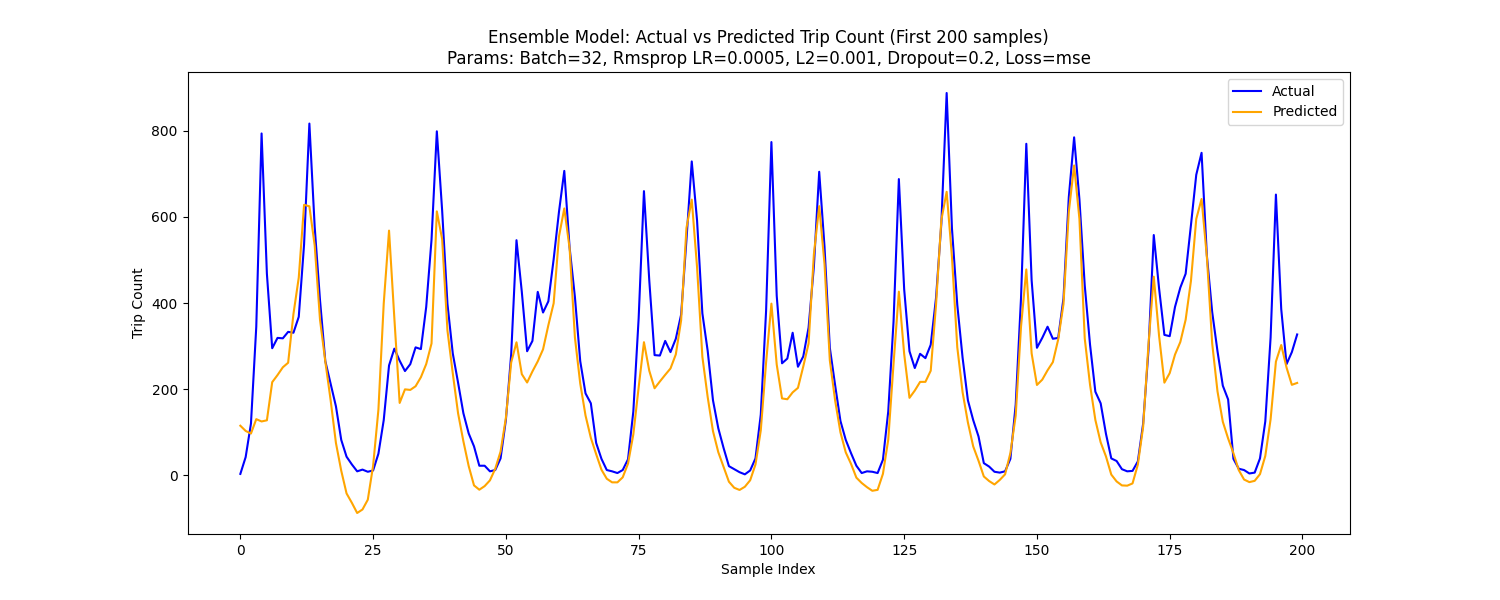 Ensemble Model: Actual vs Predicted Trip Count (First 200 samples)
Params: Batch=32, Rmsprop LR=0.0005, L2=0.001, Dropout=0.2, Loss=mse
Actual
Predicted
Trip Count
800
600
400
200
0
0
25
50
75
100
125
150
175
200
Sample Index